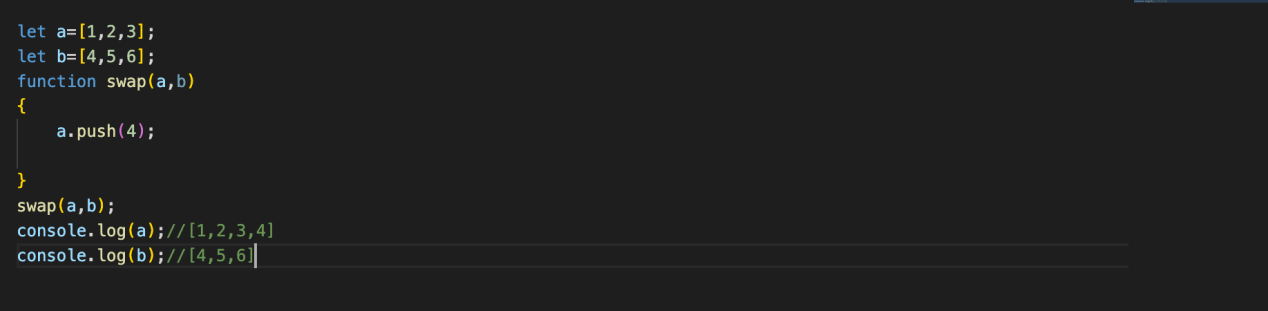 let a=[1,2,3];
let b=[4,5,6];
function swap(a,b)
{
    a.push(4);
}
swap(a,b);
console.log(a);//[1,2,3,4]
console.log(b);//[4,5,6]